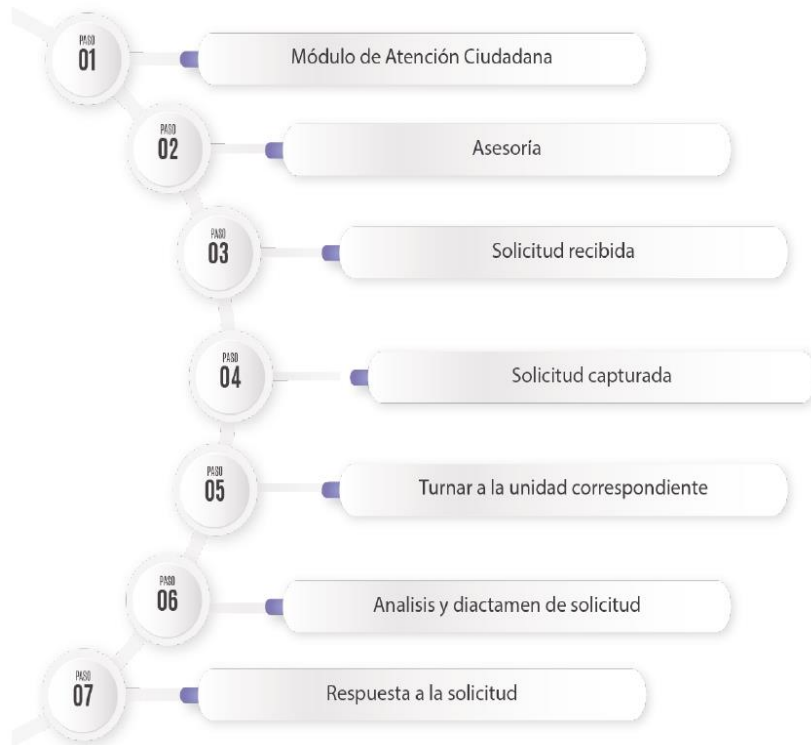 PASO
01
Módulo de Atención Ciudadana
PASO
02
Asesoría
PASO
03
Solicitud recibida
PASO
04
Solicitud capturada
PASO
05
Turnar a la unidad correspondiente
PASO
06
Analisis y diactamen de solicitud
PASO
07
Respuesta a la solicitud